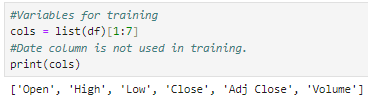 #Variables for training
cols = list(df)[1:7]
#Date column is not used in training.
print(cols)
['Open', 'High', 'Low', 'Close', 'Adj Close', 'Volume']